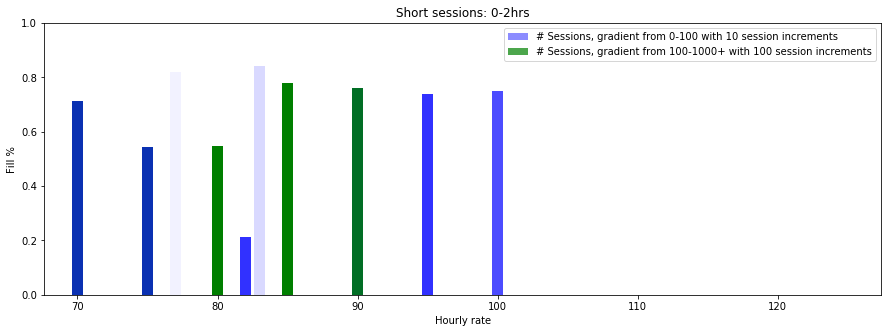 Short sessions: 0-2hrs
# Sessions, gradient from 0-100 with 10 session increments
# Sessions, gradient from 100-1000+ with 100 session increments
Fill %
1.0
0.8
0.6
0.4
0.2
0.0
70 80 90 100 110 120
Hourly rate